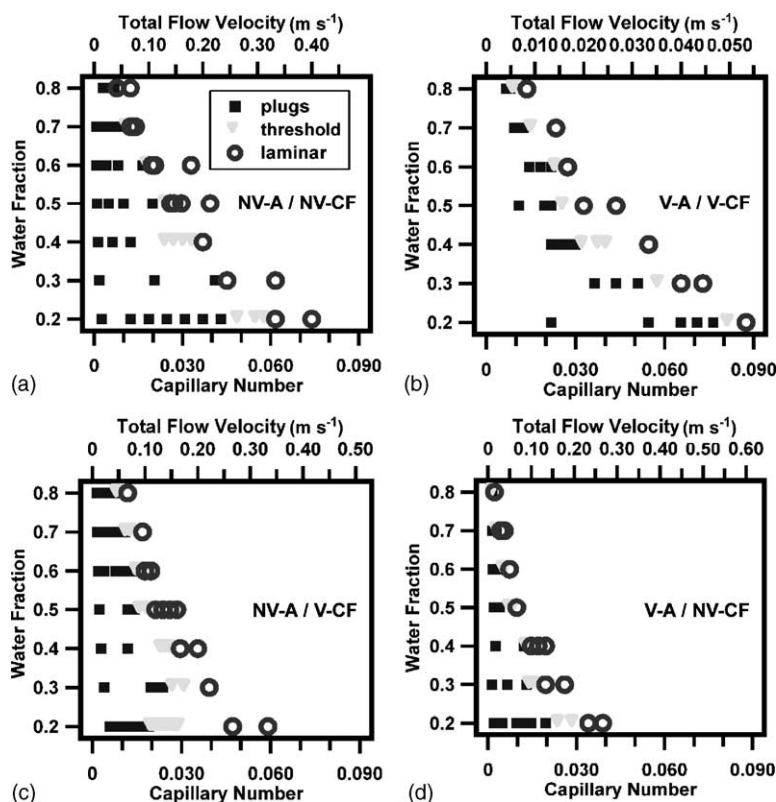 Total Flow Velocity (m s⁻¹)
0 0.10 0.20 0.30 0.40
Water Fraction
0.8
0.7
0.6
0.5
0.4
0.3
0.2
plugs
threshold
laminar
NV-A / NV-CF
0 0.030 0.060 0.090
(a) Capillary Number
Total Flow Velocity (m s⁻¹)
0 0.010 0.020 0.030 0.040 0.050
Water Fraction
0.8
0.7
0.6
0.5
0.4
0.3
0.2
V-A / V-CF
0 0.030 0.060 0.090
(b) Capillary Number
Total Flow Velocity (m s⁻¹)
0 0.10 0.20 0.30 0.40 0.50
Water Fraction
0.8
0.7
0.6
0.5
0.4
0.3
0.2
NV-A / V-CF
0 0.030 0.060 0.090
(c) Capillary Number
Total Flow Velocity (m s⁻¹)
0 0.10 0.20 0.30 0.40 0.50 0.60
Water Fraction
0.8
0.7
0.6
0.5
0.4
0.3
0.2
V-A / NV-CF
0 0.030 0.060 0.090
(d) Capillary Number